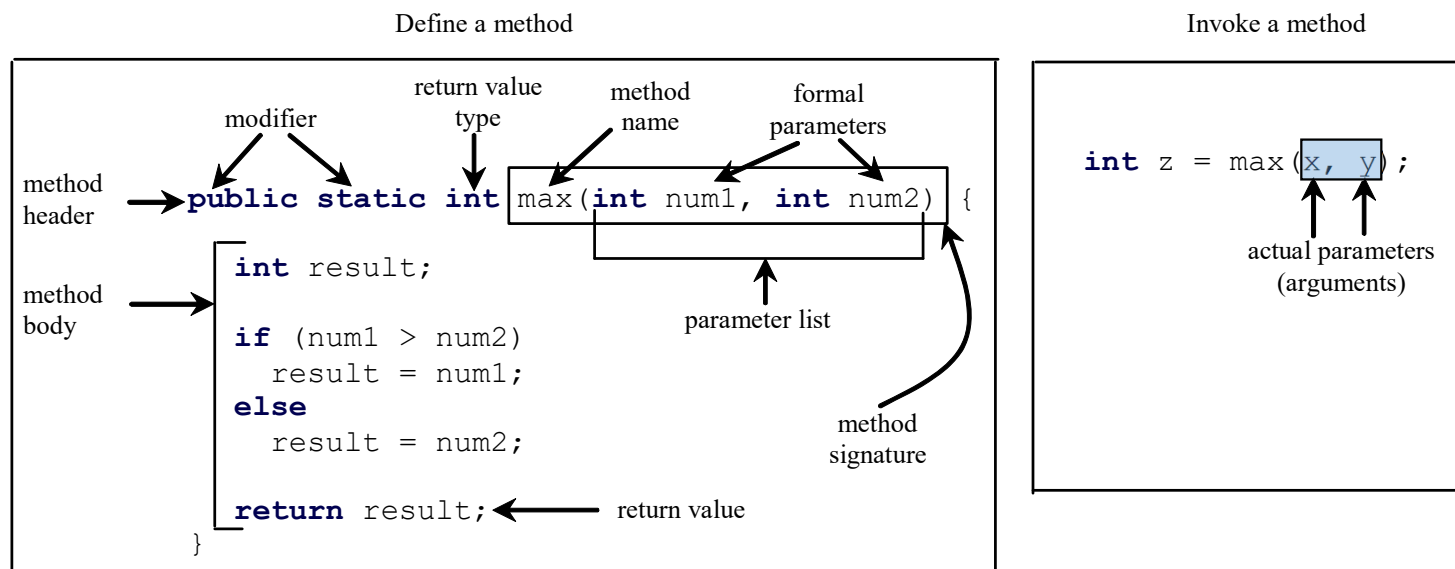 Define a method
Invoke a method
return value
type
method
name
formal
parameters
modifier
method
header
public static int max(int num1, int num2) {
int result;
method
body
parameter list
if (num1 > num2)
result = num1;
else
result = num2;
method
signature
return result;
return value
}
int z = max(x, y);
actual parameters
(arguments)